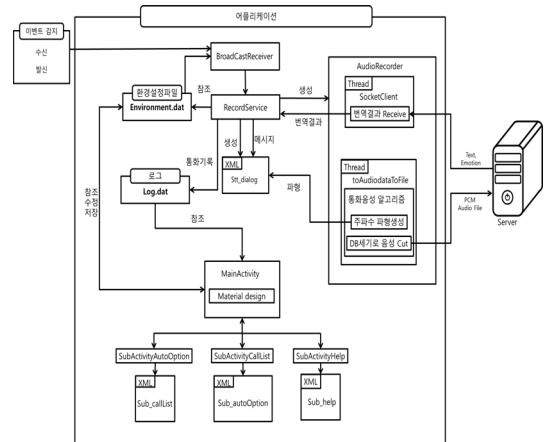 어플리케이션
이벤트 감지
수신
발신
BroadCastReceiver
환경설정파일
Environment.dat
참조
RecordService
생성
번역결과
AudioRecorder
Thread
SocketClient
번역결과 Receive
Text,
Emotion
PCM
Audio File
Server
통화기록
생성
메시지
XML
Stt_dialog
파형
Thread
toAudiodataToFile
통화음성 알고리즘
주파수 파형생성
DB세기로 음성 Cut
로그
Log.dat
참조
수정
저장
참조
MainActivity
Material design
SubActivityAutoOption
SubActivityCallList
SubActivityHelp
XML
Sub_callList
XML
Sub_autoOption
XML
Sub_help